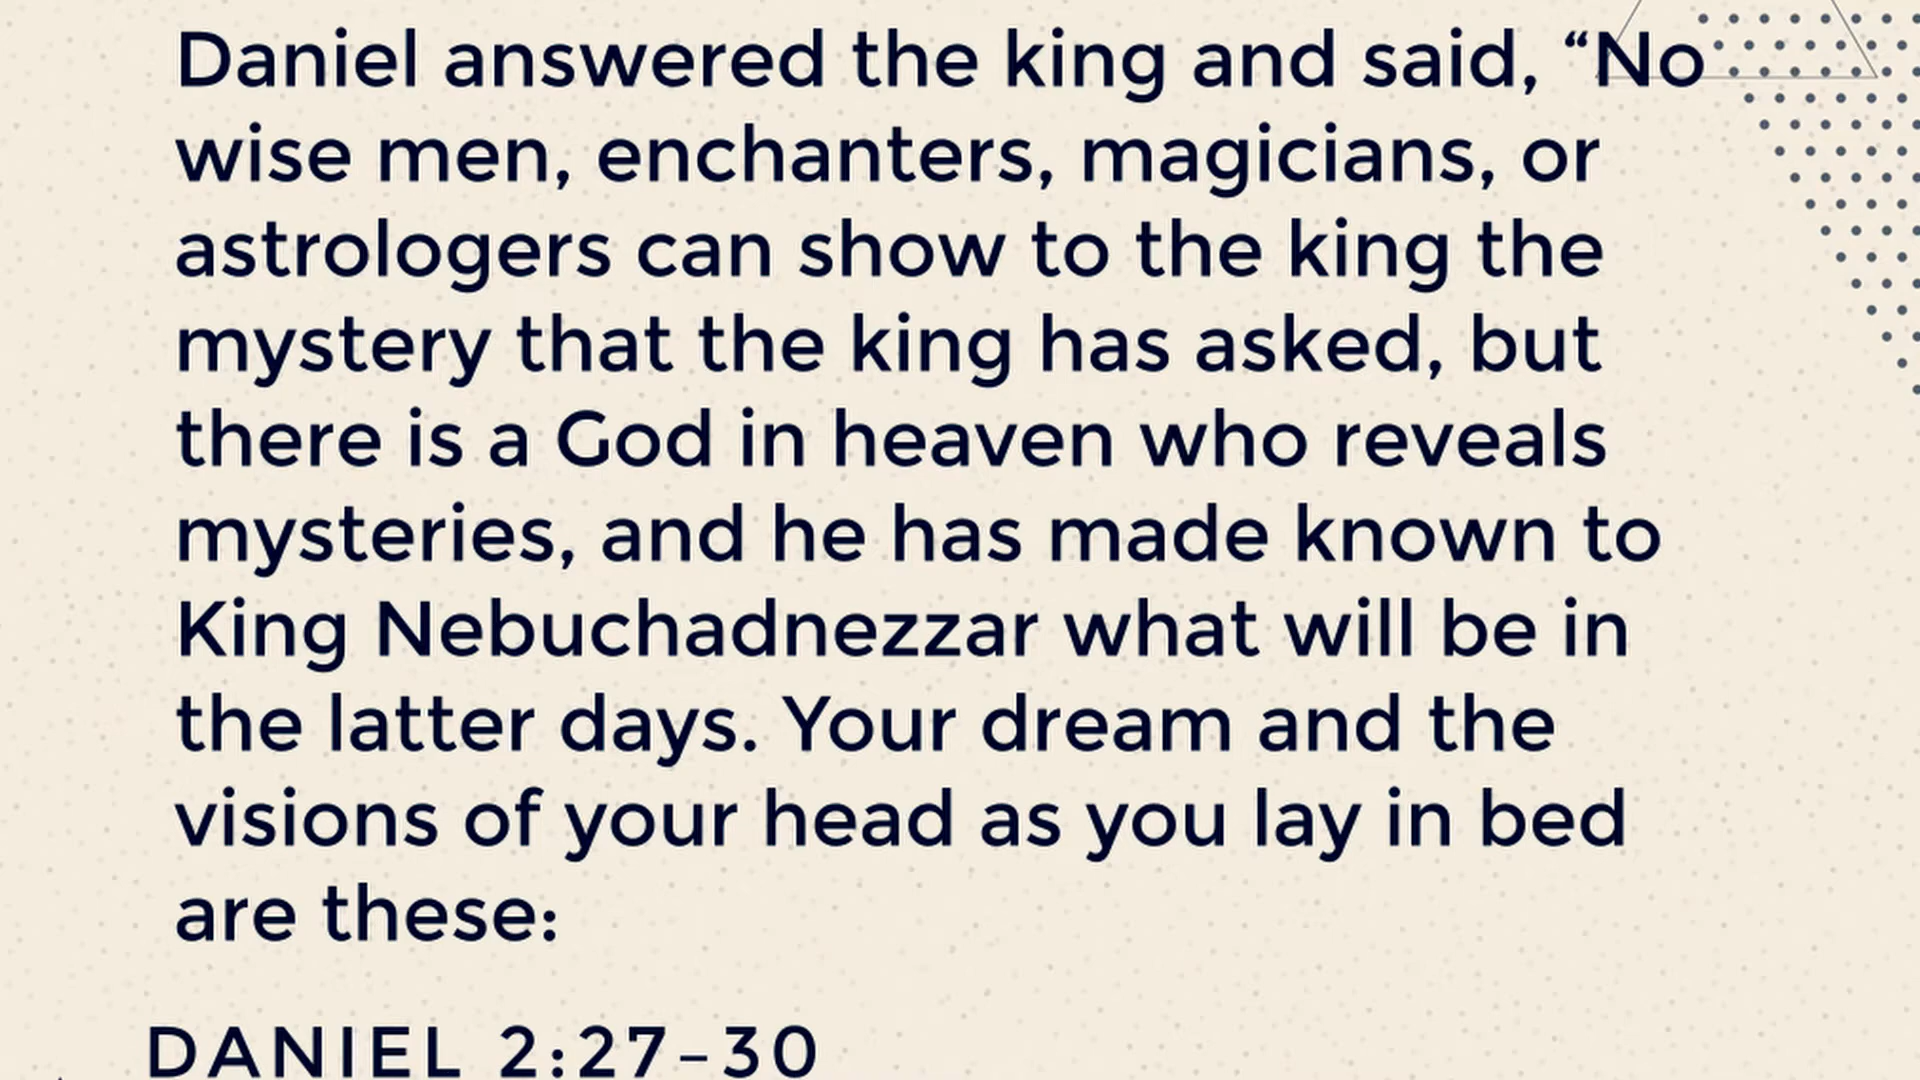 Daniel answered the king and said, “No
wise men, enchanters, magicians, or
astrologers can show to the king the
mystery that the king has asked, but
there is a God in heaven who reveals
mysteries, and he has made known to
King Nebuchadnezzar what will be in
the latter days. Your dream and the
visions of your head as you lay in bed
are these:
DANIEL 2:27–30